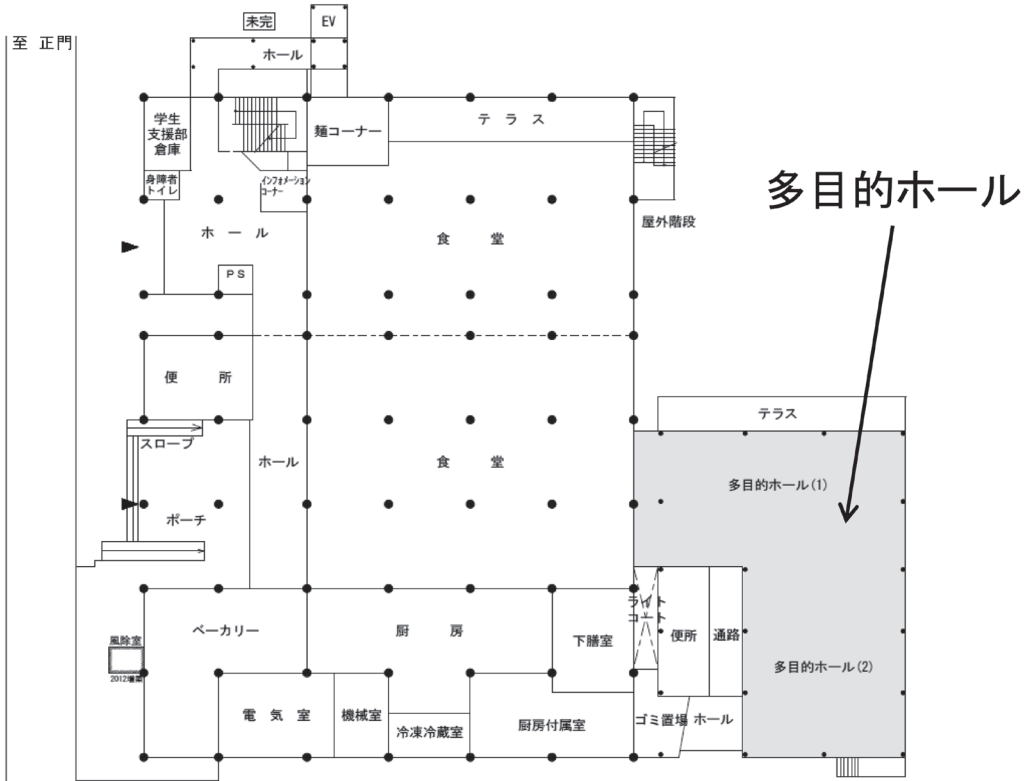 至 正門
未完
EV
ホール
学生
支援部
倉庫
麺コーナー
テラス
身障者
トイレ
インフォメーション
コーナー
多目的ホール
屋外階段
ホール
食堂
PS
便所
テラス
スロープ
ホール
食堂
多目的ホール(1)
ポーチ
ライト
コート
ベーカリー
厨房
下膳室
便所
通路
風除室
2012増築
多目的ホール(2)
電気室
機械室
冷凍冷蔵室
厨房付属室
ゴミ置場
ホール